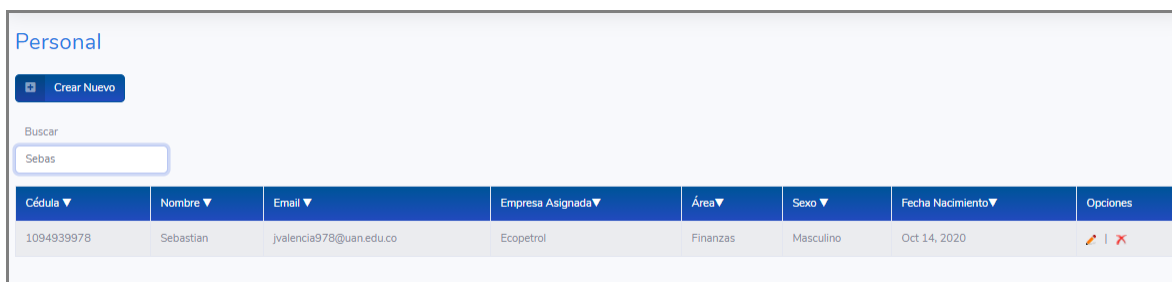 Personal
Crear Nuevo
Buscar
Sebas
Cédula ▼ Nombre ▼ Email ▼ Empresa Asignada▼ Área▼ Sexo ▼ Fecha Nacimiento▼ Opciones
1094939978 Sebastian jvalencia978@uan.edu.co Ecopetrol Finanzas Masculino Oct 14, 2020 |